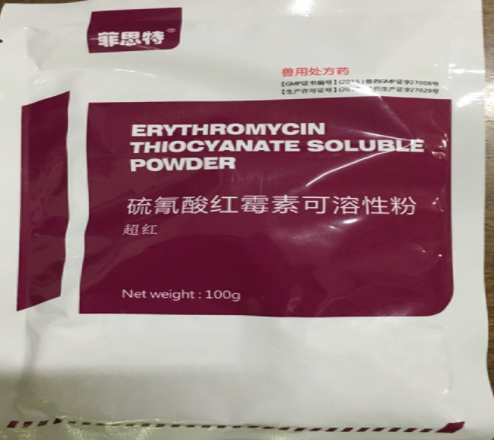 菲思特®
兽用处方药
ERYTHROMYCIN
THIOCYANATE SOLUBLE
POWDER
硫氰酸红霉素可溶性粉
超红
Net weight : 100g